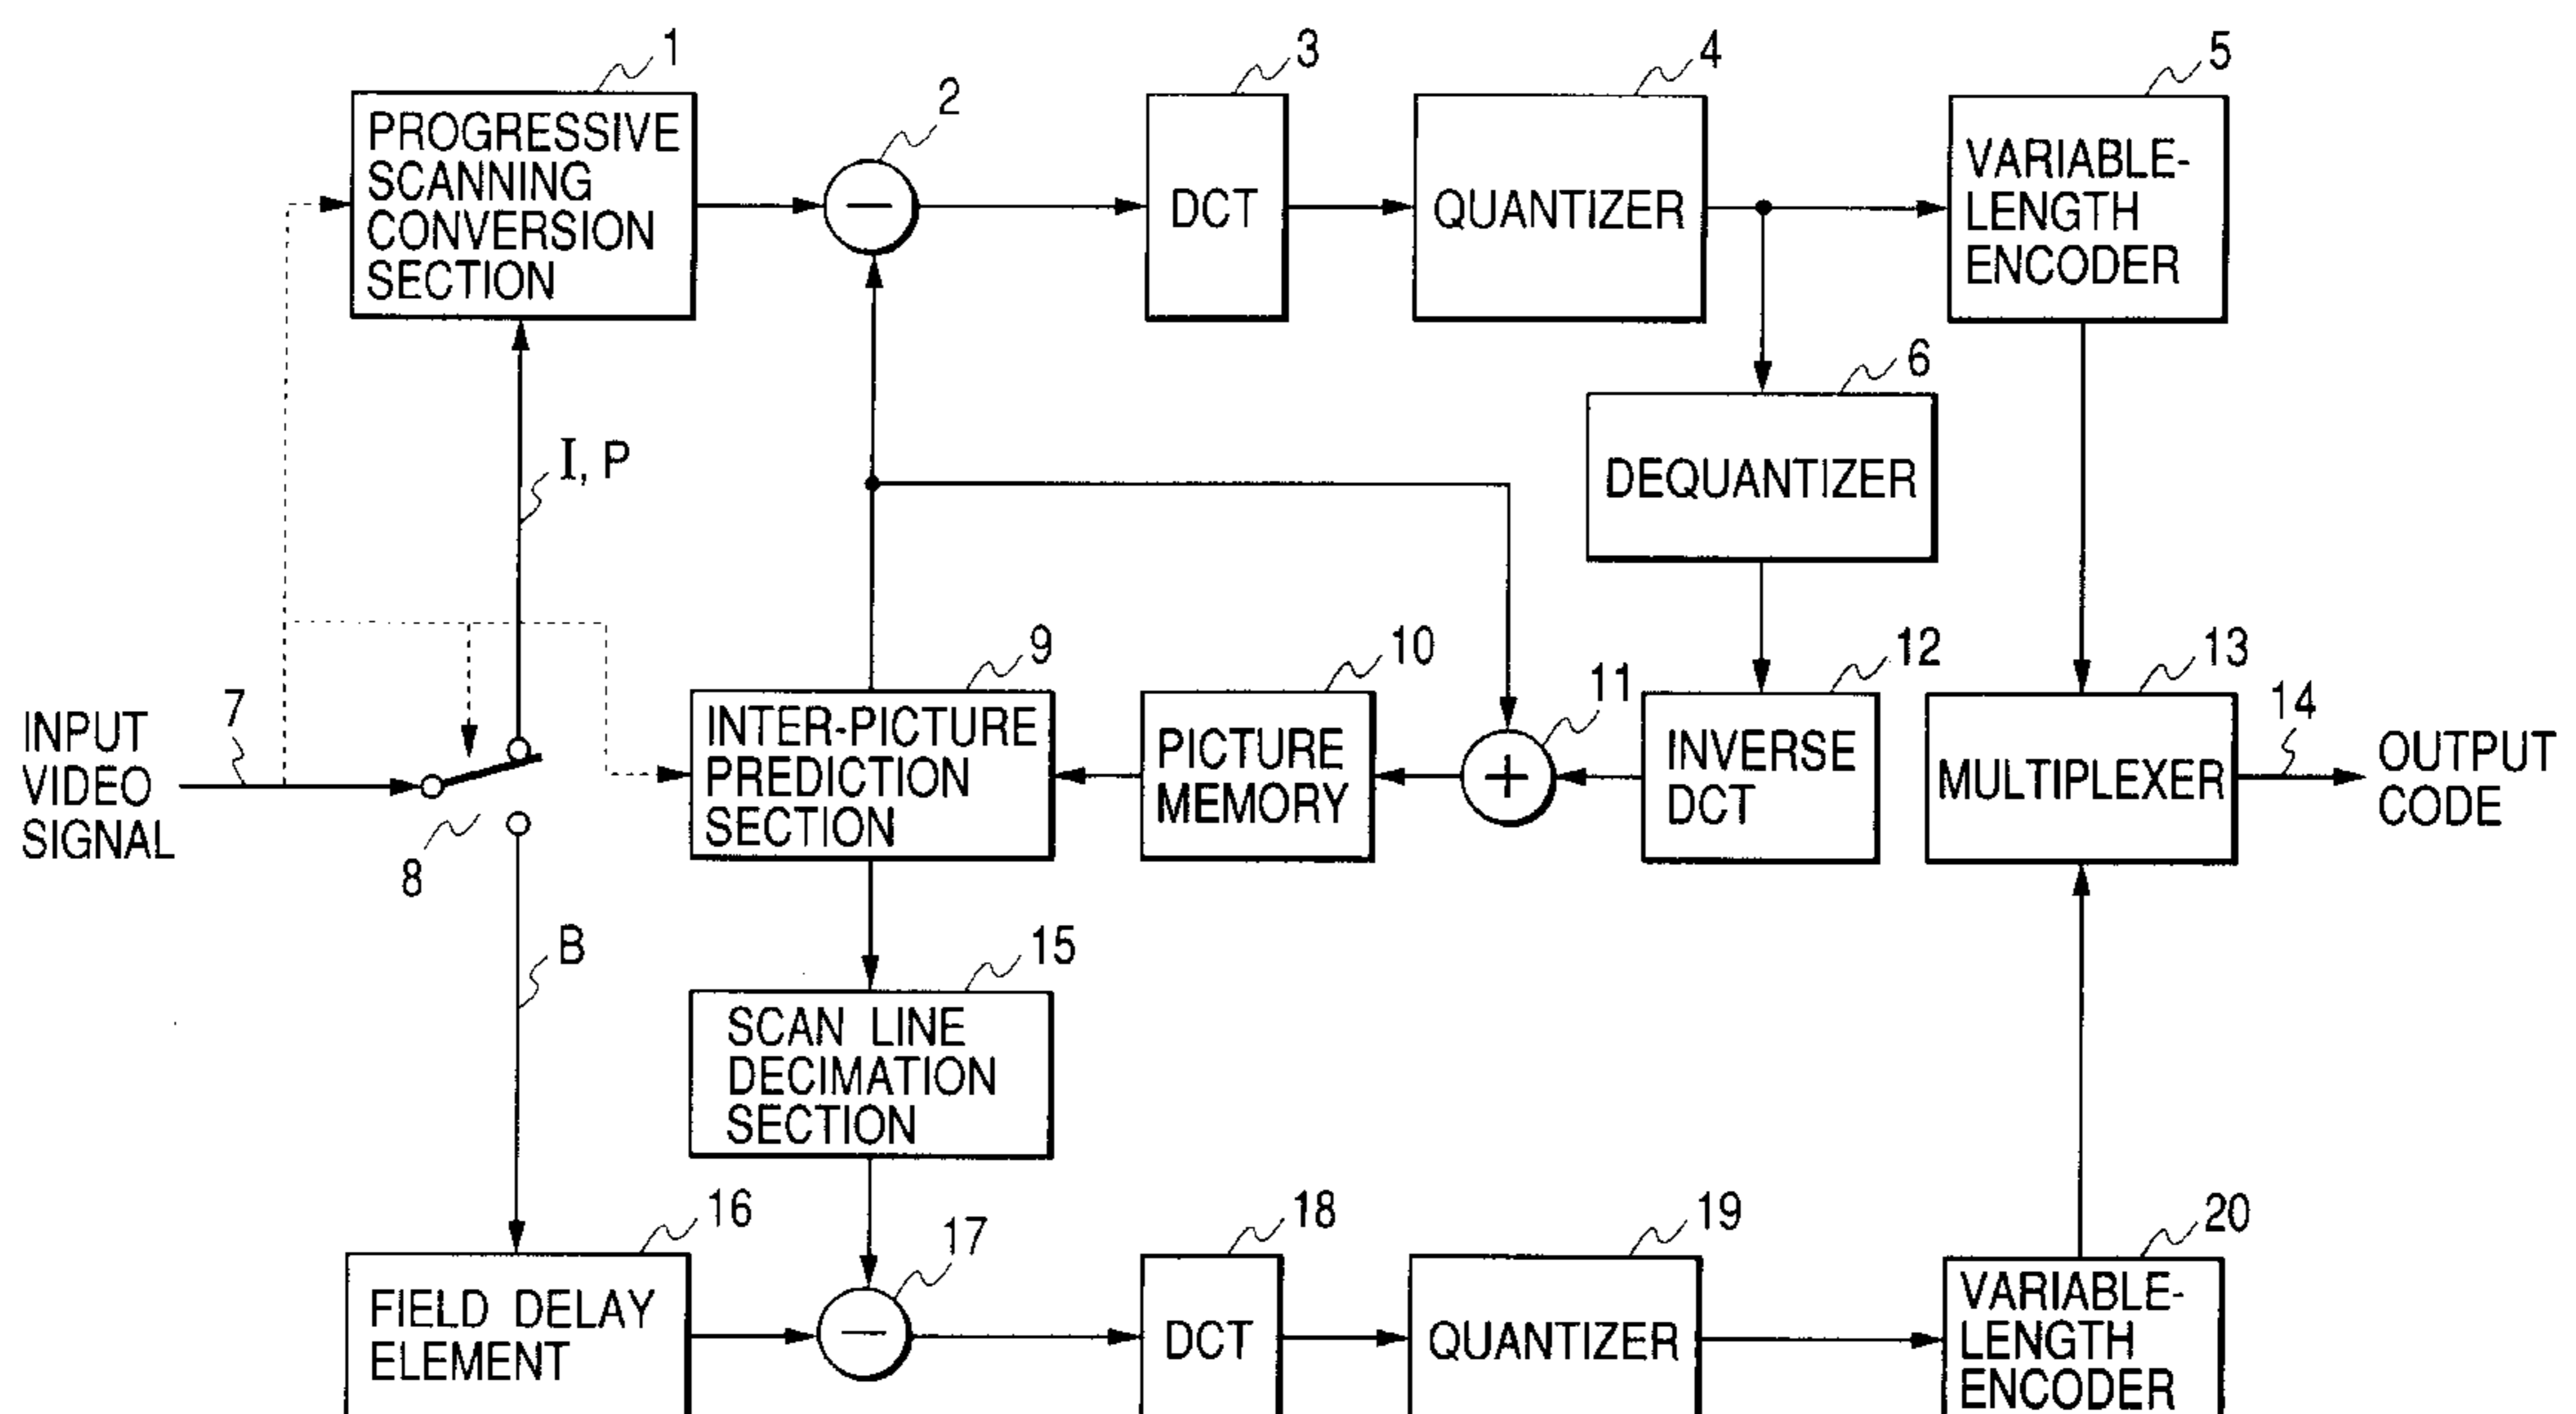 1
PROGRESSIVE
SCANNING
CONVERSION
SECTION
2
−
3
DCT
4
QUANTIZER
5
VARIABLE-
LENGTH
ENCODER
6
DEQUANTIZER
I, P
INPUT
VIDEO
SIGNAL
7
8
9
INTER-PICTURE
PREDICTION
SECTION
10
PICTURE
MEMORY
11
+
12
INVERSE
DCT
13
MULTIPLEXER
14
OUTPUT
CODE
B
15
SCAN LINE
DECIMATION
SECTION
16
FIELD DELAY
ELEMENT
17
−
18
DCT
19
QUANTIZER
20
VARIABLE-
LENGTH
ENCODER